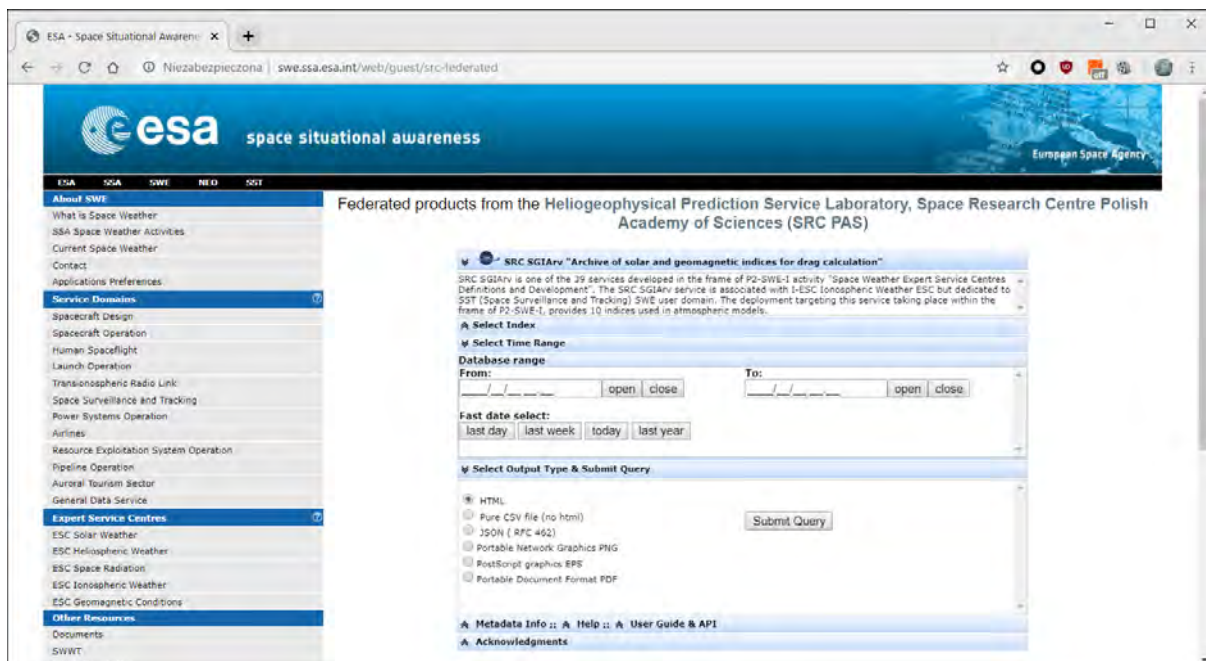 ESA - Space Situational Awarene
Niezabezpieczona | swe.ssa.esa.int/web/guest/src-federated
off
esa space situational awareness
European Space Agency
ESA SSA SWE NEO SST
About SWE
What is Space Weather
SSA Space Weather Activities
Current Space Weather
Contact
Applications Preferences
Service Domains
Spacecraft Design
Spacecraft Operation
Human Spaceflight
Launch Operation
Transionospheric Radio Link
Space Surveillance and Tracking
Power Systems Operation
Airlines
Resource Exploitation System Operation
Pipeline Operation
Auroral Tourism Sector
General Data Service
Expert Service Centres
ESC Solar Weather
ESC Heliospheric Weather
ESC Space Radiation
ESC Ionospheric Weather
ESC Geomagnetic Conditions
Other Resources
Documents
SWWT
Federated products from the Heliogeophysical Prediction Service Laboratory, Space Research Centre Polish
Academy of Sciences (SRC PAS)
SRC SGIArv "Archive of solar and geomagnetic indices for drag calculation"
SRC SGIArv is one of the 39 services developed in the frame of P2-SWE-I activity "Space Weather Expert Service Centres
Definitions and Development". The SRC SGIArv service is associated with I-ESC Ionospheric Weather ESC but dedicated to
SST (Space Surveillance and Tracking) SWE user domain. The deployment targeting this service taking place within the
frame of P2-SWE-I, provides 10 indices used in atmospheric models.
Select Index
Select Time Range
Database range
From: To:
____/__/__ __:__ open close ____/__/__ __:__ open close
Fast date select:
last day last week today last year
Select Output Type & Submit Query
HTML
Pure CSV file (no html)
JSON ( RFC 462)
Portable Network Graphics PNG
PostScript graphics EPS
Portable Document Format PDF
Submit Query
Metadata Info :: Help :: User Guide & API
Acknowledgments